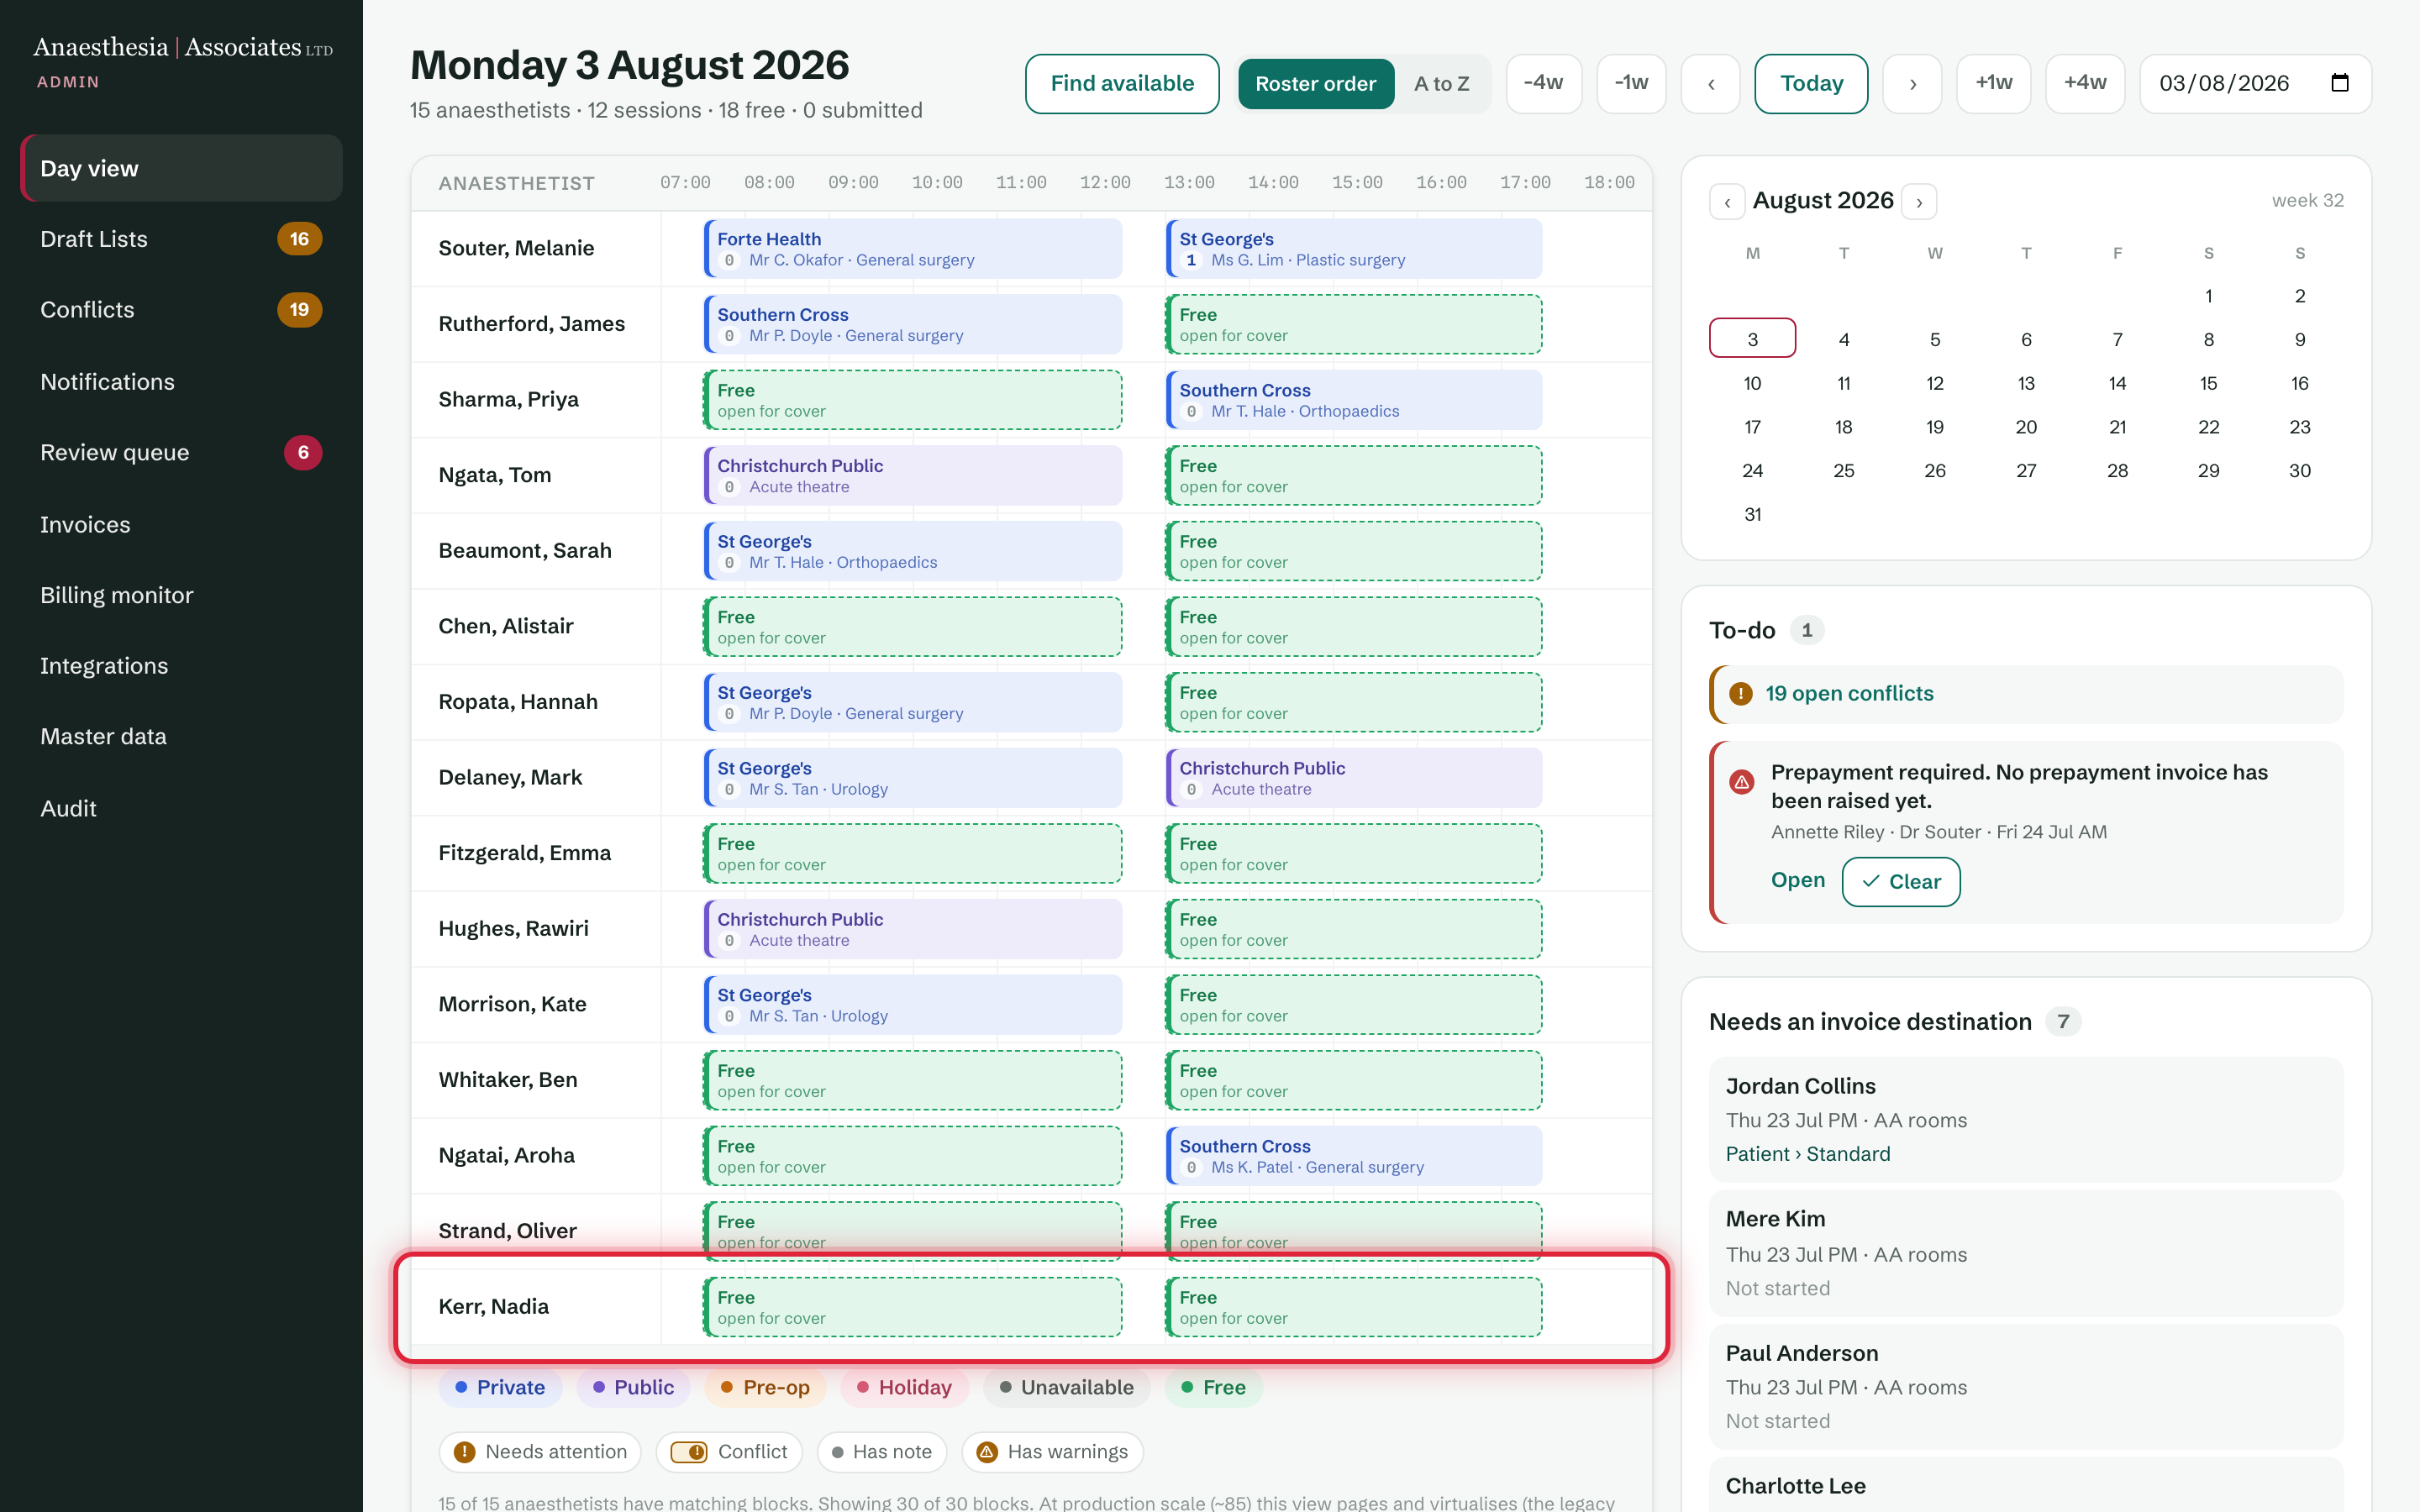 Anaesthesia | Associates LTD
ADMIN
Day view
Draft Lists 16
Conflicts 19
Notifications
Review queue 6
Invoices
Billing monitor
Integrations
Master data
Audit
Monday 3 August 2026
15 anaesthetists · 12 sessions · 18 free · 0 submitted
Find available Roster order A to Z -4w -1w ‹ Today › +1w +4w 03/08/2026
ANAESTHETIST 07:00 08:00 09:00 10:00 11:00 12:00 13:00 14:00 15:00 16:00 17:00 18:00
Souter, Melanie
Forte Health
0 Mr C. Okafor · General surgery
St George's
1 Ms G. Lim · Plastic surgery
Rutherford, James
Southern Cross
0 Mr P. Doyle · General surgery
Free
open for cover
Sharma, Priya
Free
open for cover
Southern Cross
0 Mr T. Hale · Orthopaedics
Ngata, Tom
Christchurch Public
0 Acute theatre
Free
open for cover
Beaumont, Sarah
St George's
0 Mr T. Hale · Orthopaedics
Free
open for cover
Chen, Alistair
Free
open for cover
Free
open for cover
Ropata, Hannah
St George's
0 Mr P. Doyle · General surgery
Free
open for cover
Delaney, Mark
St George's
0 Mr S. Tan · Urology
Christchurch Public
0 Acute theatre
Fitzgerald, Emma
Free
open for cover
Free
open for cover
Hughes, Rawiri
Christchurch Public
0 Acute theatre
Free
open for cover
Morrison, Kate
St George's
0 Mr S. Tan · Urology
Free
open for cover
Whitaker, Ben
Free
open for cover
Free
open for cover
Ngatai, Aroha
Free
open for cover
Southern Cross
0 Ms K. Patel · General surgery
Strand, Oliver
Free
open for cover
Free
open for cover
Kerr, Nadia
Free
open for cover
Free
open for cover
Private Public Pre-op Holiday Unavailable Free
Needs attention Conflict Has note Has warnings
15 of 15 anaesthetists have matching blocks. Showing 30 of 30 blocks. At production scale (~85) this view pages and virtualises (the legacy
‹ August 2026 › week 32
M T W T F S S
1 2
3 4 5 6 7 8 9
10 11 12 13 14 15 16
17 18 19 20 21 22 23
24 25 26 27 28 29 30
31
To-do 1
19 open conflicts
Prepayment required. No prepayment invoice has
been raised yet.
Annette Riley · Dr Souter · Fri 24 Jul AM
Open Clear
Needs an invoice destination 7
Jordan Collins
Thu 23 Jul PM · AA rooms
Patient › Standard
Mere Kim
Thu 23 Jul PM · AA rooms
Not started
Paul Anderson
Thu 23 Jul PM · AA rooms
Not started
Charlotte Lee